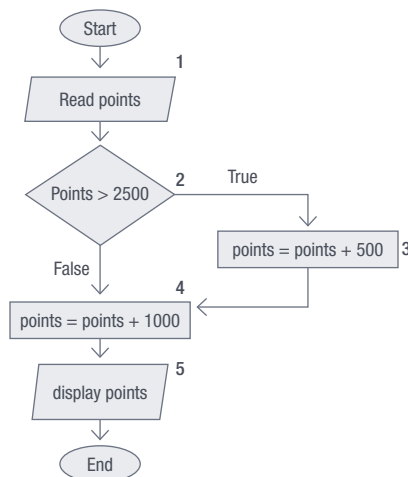 Start
1
Read points
2
Points > 2500
True
points = points + 500
3
False
4
points = points + 1000
5
display points
End